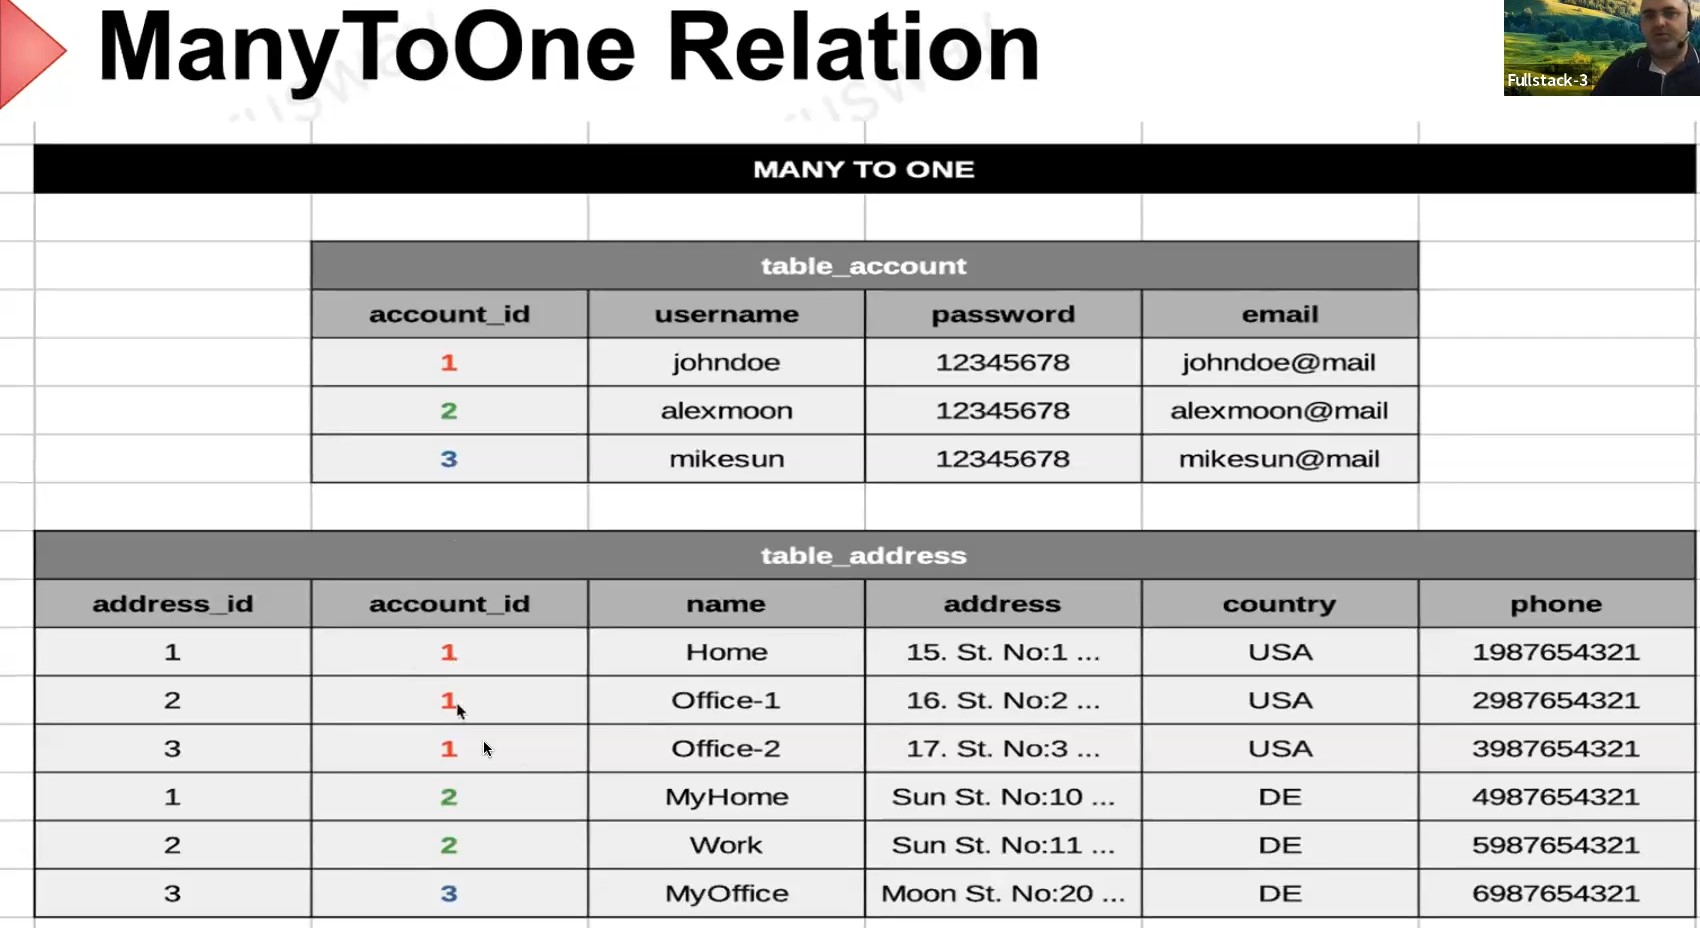 ManyToOne Relation
Fullstack-3
MANY TO ONE
table_account
account_id username password email
1 johndoe 12345678 johndoe@mail
2 alexmoon 12345678 alexmoon@mail
3 mikesun 12345678 mikesun@mail
table_address
address_id account_id name address country phone
1 1 Home 15. St. No:1 ... USA 1987654321
2 1 Office-1 16. St. No:2 ... USA 2987654321
3 1 Office-2 17. St. No:3 ... USA 3987654321
1 2 MyHome Sun St. No:10 ... DE 4987654321
2 2 Work Sun St. No:11 ... DE 5987654321
3 3 MyOffice Moon St. No:20 ... DE 6987654321